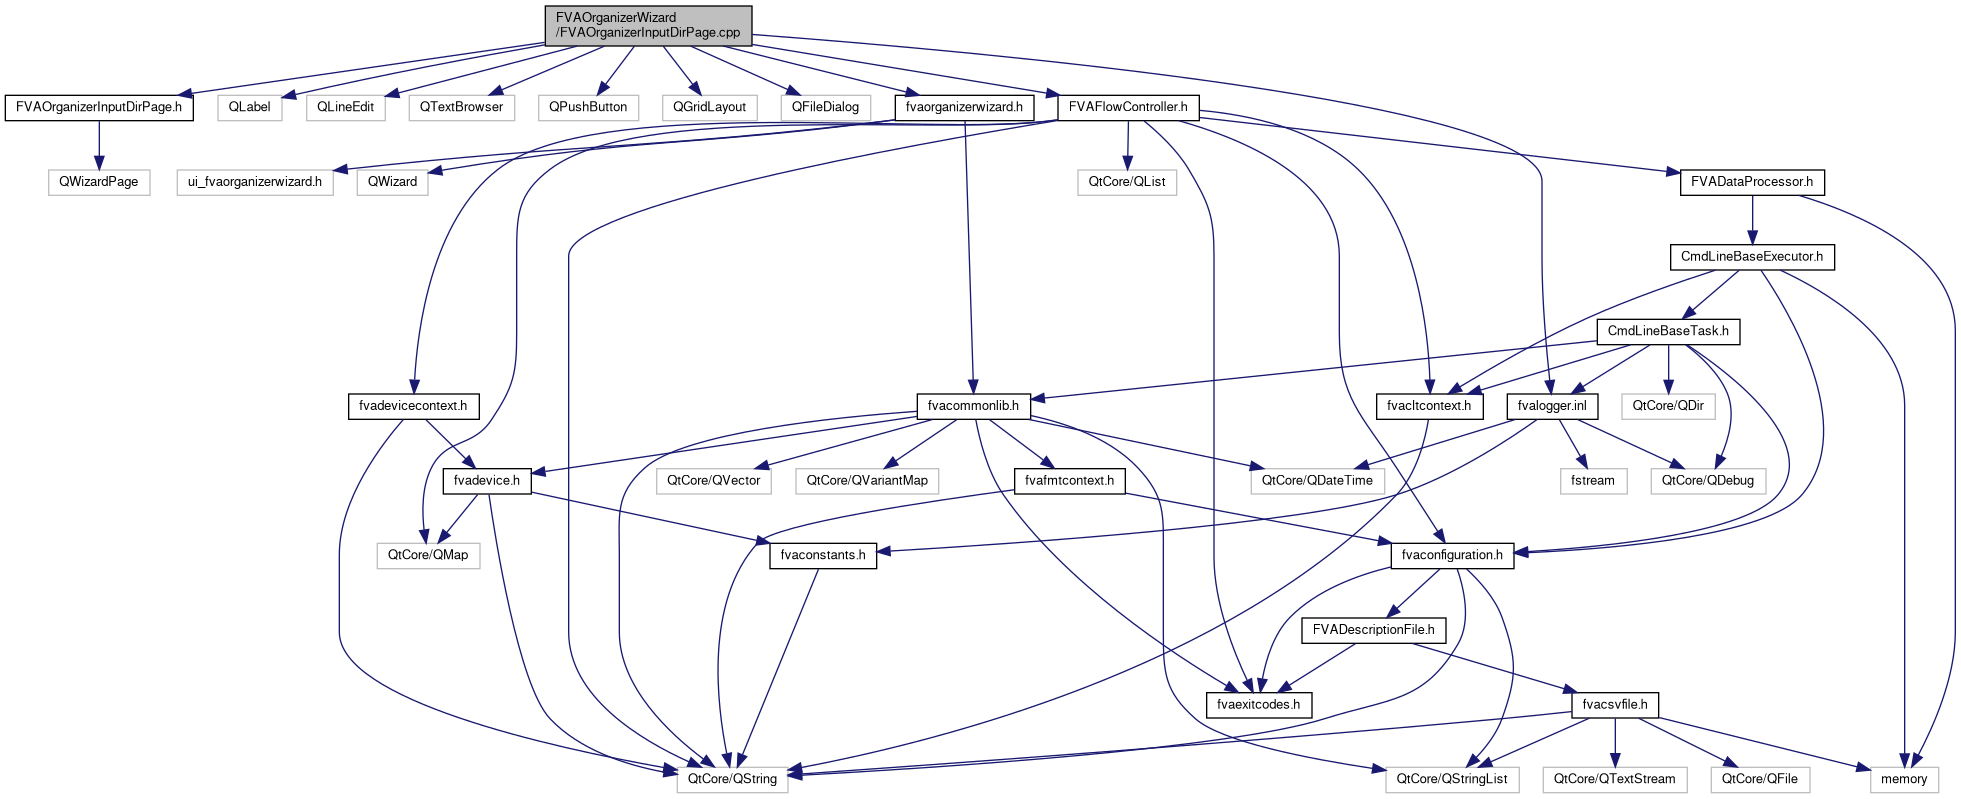 FVAOrganizerWizard
/FVAOrganizerInputDirPage.cpp
FVAOrganizerInputDirPage.h
QLabel
QLineEdit
QTextBrowser
QPushButton
QGridLayout
QFileDialog
fvaorganizerwizard.h
FVAFlowController.h
QWizardPage
ui_fvaorganizerwizard.h
QWizard
QtCore/QList
FVADataProcessor.h
CmdLineBaseExecutor.h
CmdLineBaseTask.h
fvadevicecontext.h
fvacommonlib.h
fvacltcontext.h
fvalogger.inl
QtCore/QDir
fvadevice.h
QtCore/QVector
QtCore/QVariantMap
fvafmtcontext.h
QtCore/QDateTime
fstream
QtCore/QDebug
QtCore/QMap
fvaconstants.h
fvaconfiguration.h
FVADescriptionFile.h
fvaexitcodes.h
fvacsvfile.h
QtCore/QString
QtCore/QStringList
QtCore/QTextStream
QtCore/QFile
memory